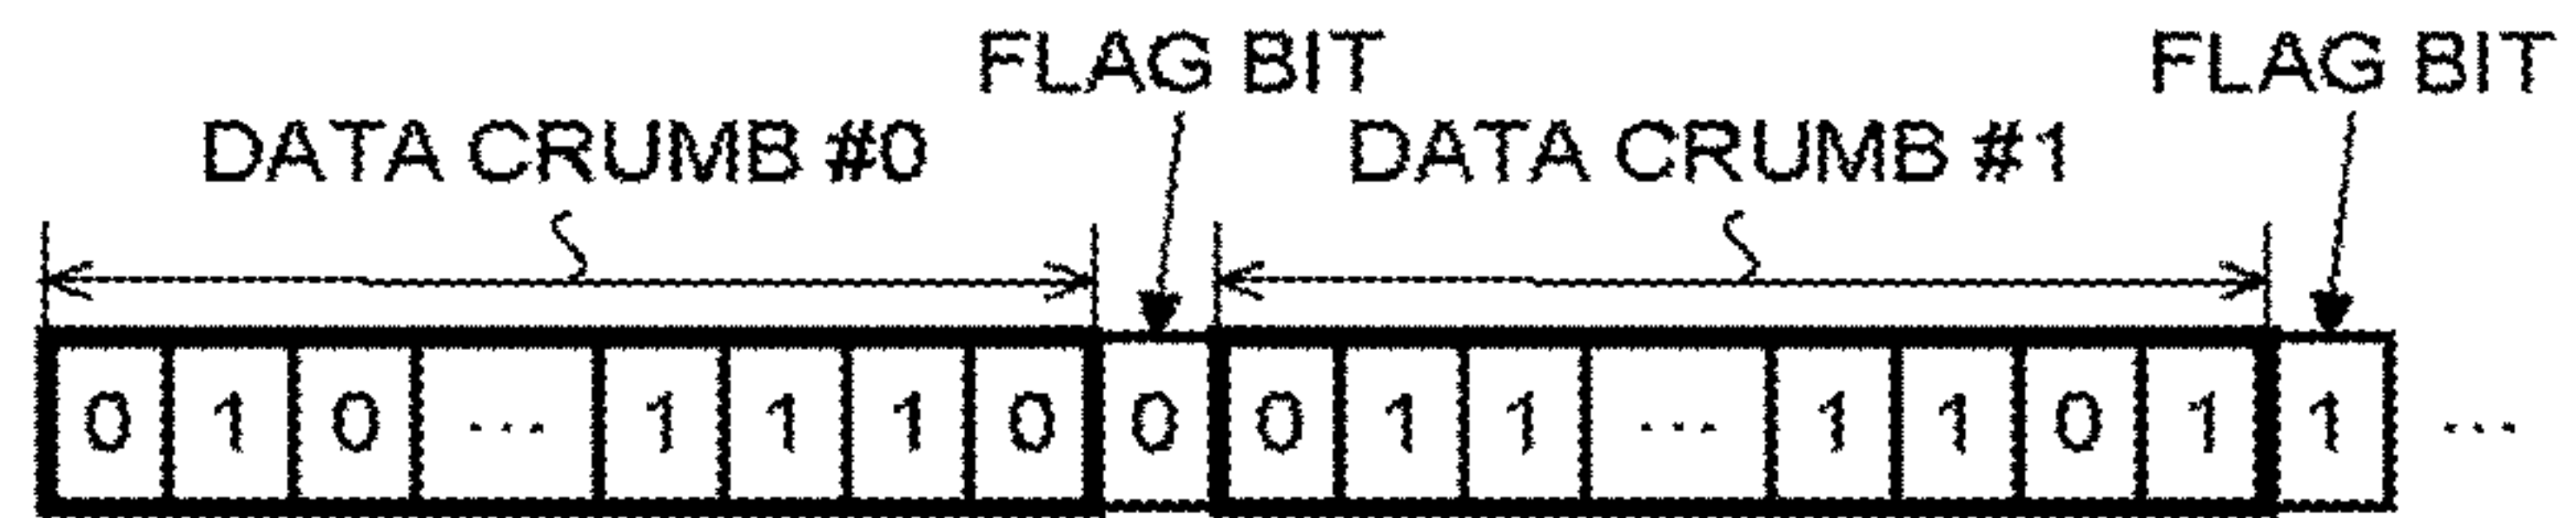 FLAG BIT FLAG BIT
DATA CRUMB #0 DATA CRUMB #1
0 1 0 ... 1 1 1 0 0 0 1 1 ... 1 1 0 1 1 ...